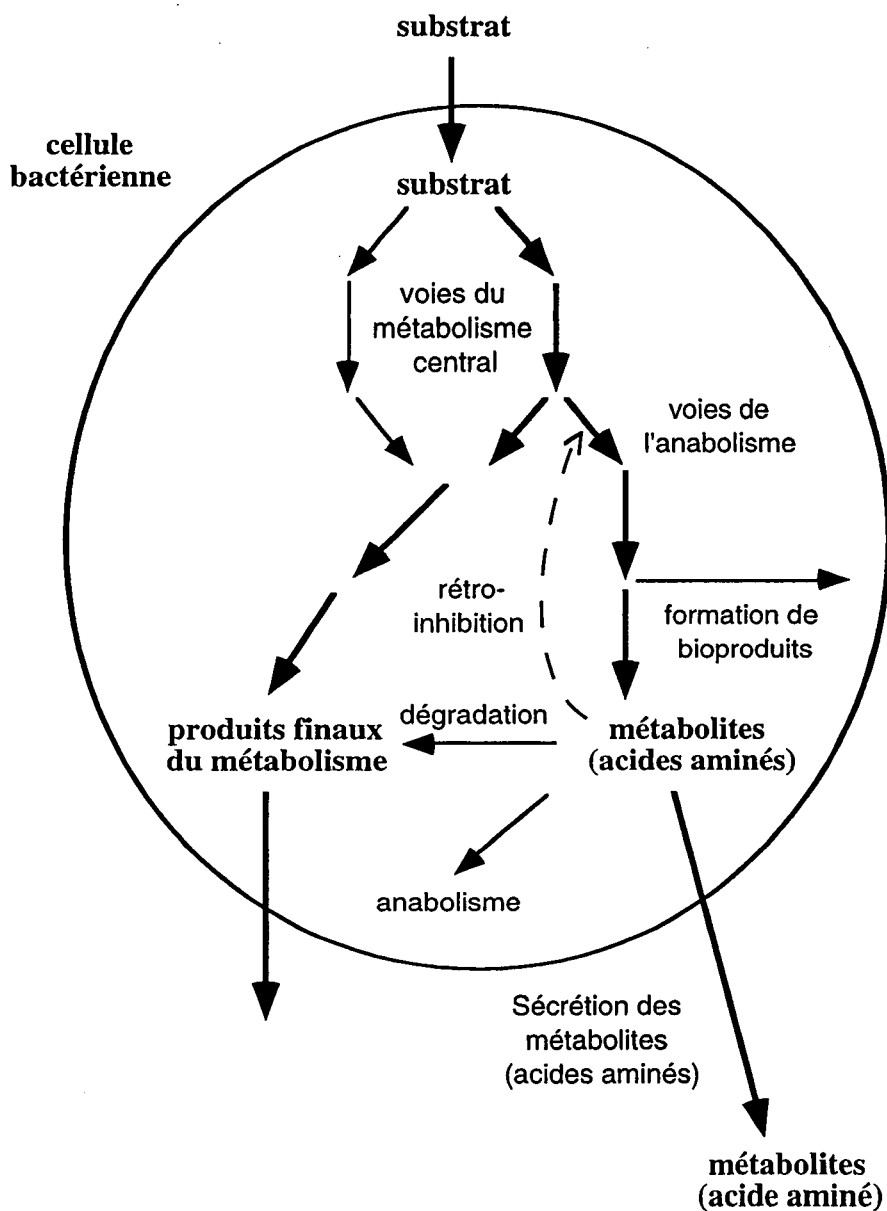 substrat
cellule
bactérienne
substrat
voies du
métabolisme
central
voies de
l'anabolisme
rétro-
inhibition
formation de
bioproduits
produits finaux
du métabolisme
dégradation
métabolites
(acides aminés)
anabolisme
Sécrétion des
métabolites
(acides aminés)
métabolites
(acide aminé)